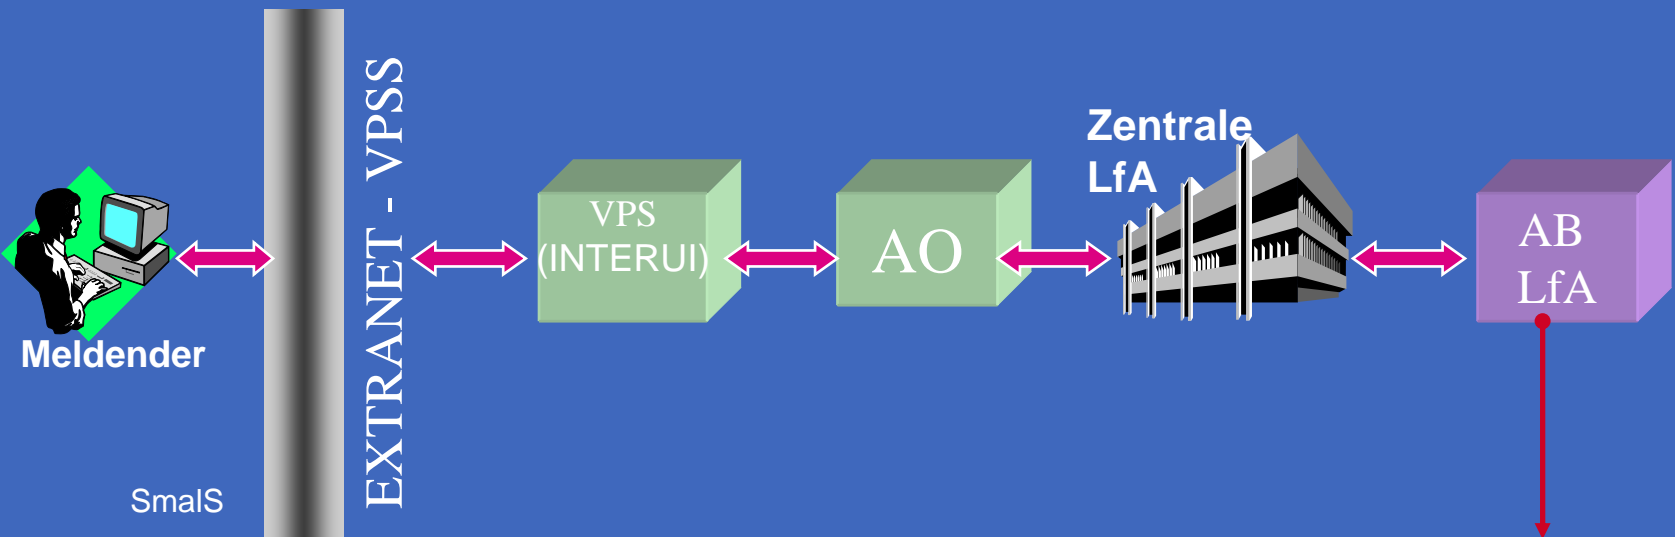 Meldender
SmalS
EXTRANET - VPSS
VPS
(INTERUI)
AO
Zentrale
LfA
AB
LfA